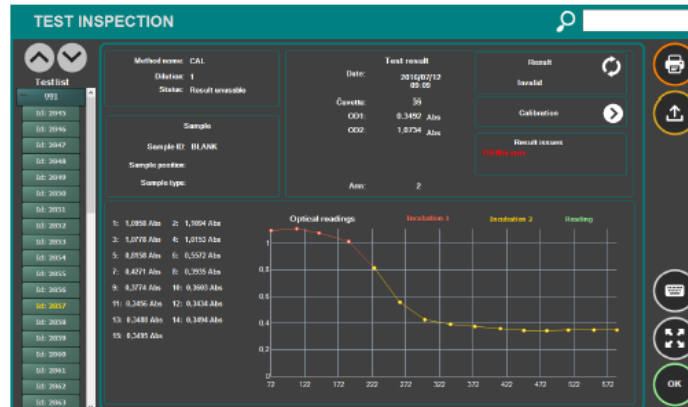 TEST INSPECTION
Test list
Id: 2045
Id: 2046
Id: 2047
Id: 2048
Id: 2049
Id: 2050
Id: 2051
Id: 2052
Id: 2053
Id: 2054
Id: 2055
Id: 2056
Id: 2057
Id: 2058
Id: 2059
Id: 2060
Id: 2061
Id: 2062
Id: 2063
Method name: CAL
Dilution: 1
Status: Result unusable
Sample
Sample ID: BLANK
Sample position:
Sample type:
Test result
Date: 2016/07/12
09:09
Cuvette: 39
OD1: 0.3492 Abs
OD2: 1,0734 Abs
Arm: 2
Result
Invalid
Calibration
Result issues
1: 1,0950 Abs 2: 1,1094 Abs
3: 1,0778 Abs 4: 1,0153 Abs
5: 0,8150 Abs 6: 0,5572 Abs
7: 0,4271 Abs 8: 0,3935 Abs
9: 0,3774 Abs 10: 0,3603 Abs
11: 0,3456 Abs 12: 0,3434 Abs
13: 0,3488 Abs 14: 0,3494 Abs
15: 0,3495 Abs
Optical readings Incubation 1 Incubation 2 Reading
1
0,8
0,6
0,4
0,2
72 122 172 222 272 322 372 422 472 522 572
OK